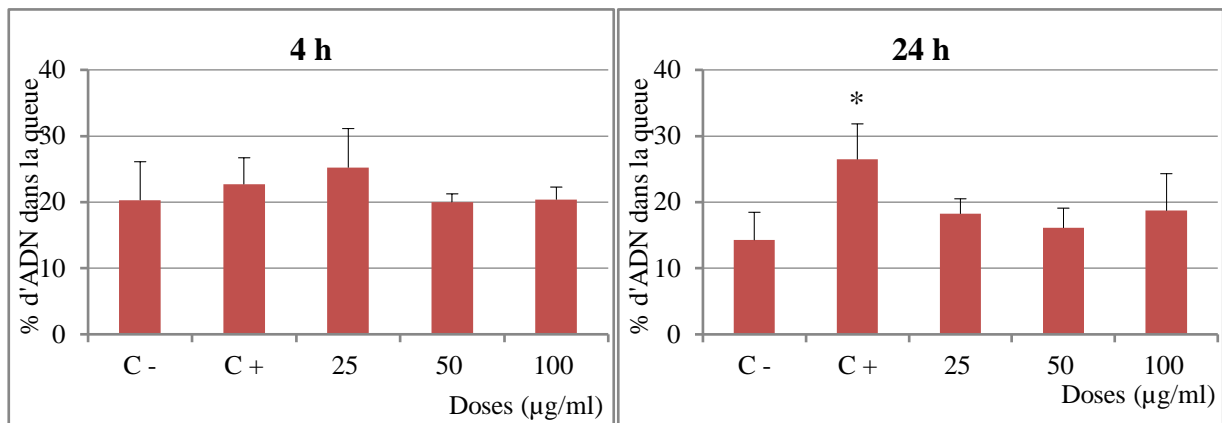 4 h
% d'ADN dans la queue
40
30
20
10
0
C - C + 25 50 100
Doses (µg/ml)
24 h
% d'ADN dans la queue
40
30
20
10
0
*
C - C + 25 50 100
Doses (µg/ml)